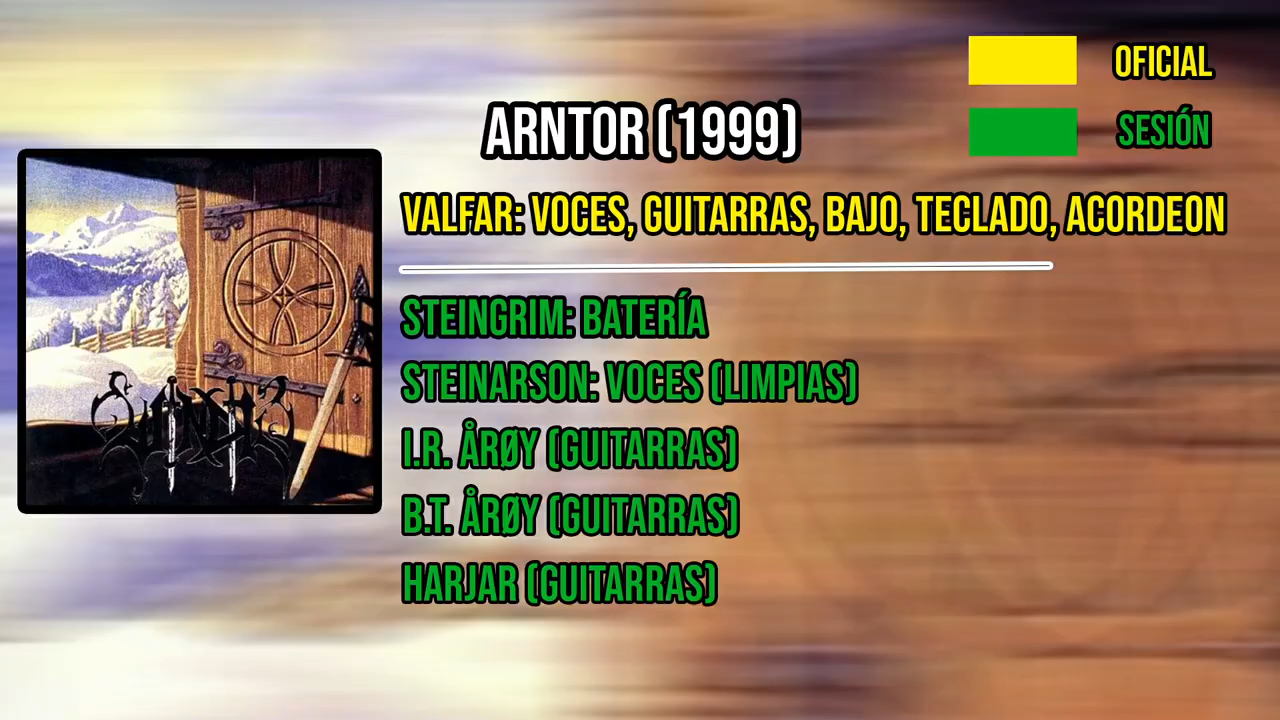 OFICIAL
SESIÓN
ARNTOR (1999)
VALFAR: VOCES, GUITARRAS, BAJO, TECLADO, ACORDEON
STEINGRIM: BATERÍA
STEINARSON: VOCES (LIMPIAS)
I.R. ÅRØY (GUITARRAS)
B.T. ÅRØY (GUITARRAS)
HARJAR (GUITARRAS)
WINDIR